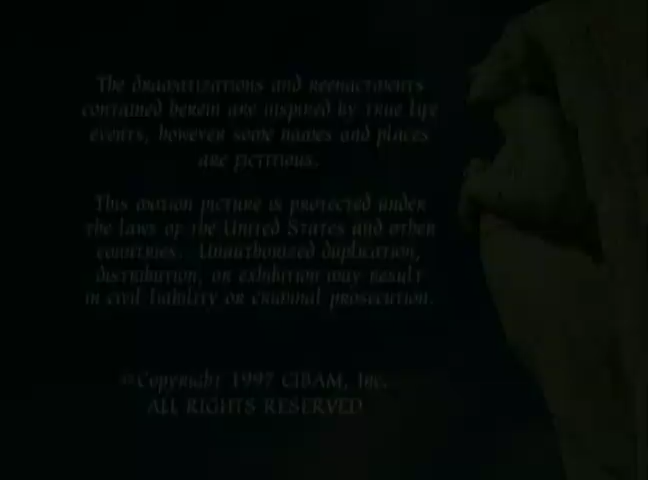 The dramatizations and reenactments
contained herein are inspired by true life
events, however some names and places
are fictitious.
This motion picture is protected under
the laws of the United States and other
countries. Unauthorized duplication,
distribution, or exhibition may result
in civil liability or criminal prosecution.
©Copyright 1997 CIBAM, Inc.
ALL RIGHTS RESERVED